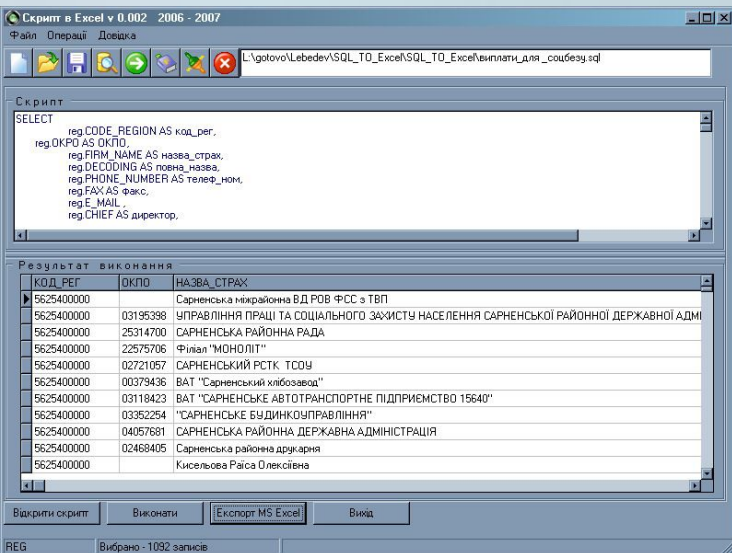 Скрипт в Excel v 0.002 2006 - 2007
Файл Операції Довідка
L:\gotovo\Lebedev\SQL_TO_Excel\SQL_TO_Excel\виплати_для _соцбезу.sql
Скрипт
SELECT
reg.CODE_REGION AS код_рег,
reg.OKPO AS ОКПО,
reg.FIRM_NAME AS назва_страх,
reg.DECODING AS повна_назва,
reg.PHONE_NUMBER AS телеф_ном,
reg.FAX AS факс,
reg.E_MAIL ,
reg.CHIEF AS директор,
Результат виконання
КОД_РЕГ ОКПО НАЗВА_СТРАХ
5625400000 Сарненська міжрайонна ВД РОВ ФСС з ТВП
5625400000 03195398 УПРАВЛІННЯ ПРАЦІ ТА СОЦІАЛЬНОГО ЗАХИСТУ НАСЕЛЕННЯ САРНЕНСЬКОЇ РАЙОННОЇ ДЕРЖАВНОЇ АДМІ
5625400000 25314700 САРНЕНСЬКА РАЙОННА РАДА
5625400000 22575706 Філіал "МОНОЛІТ"
5625400000 02721057 САРНЕНСЬКИЙ РСТК ТСОУ
5625400000 00379436 ВАТ "Сарненський хлібозавод"
5625400000 03118423 ВАТ "САРНЕНСЬКЕ АВТОТРАНСПОРТНЕ ПІДПРИЄМСТВО 15640"
5625400000 03352254 "САРНЕНСЬКЕ БУДИНКОУПРАВЛІННЯ"
5625400000 04057681 САРНЕНСЬКА РАЙОННА ДЕРЖАВНА АДМІНІСТРАЦІЯ
5625400000 02468405 Сарненська районна друкарня
5625400000 Кисельова Раїса Олексіївна
Відкрити скрипт Виконати Експорт MS Excel Вихід
REG Вибрано - 1092 записів